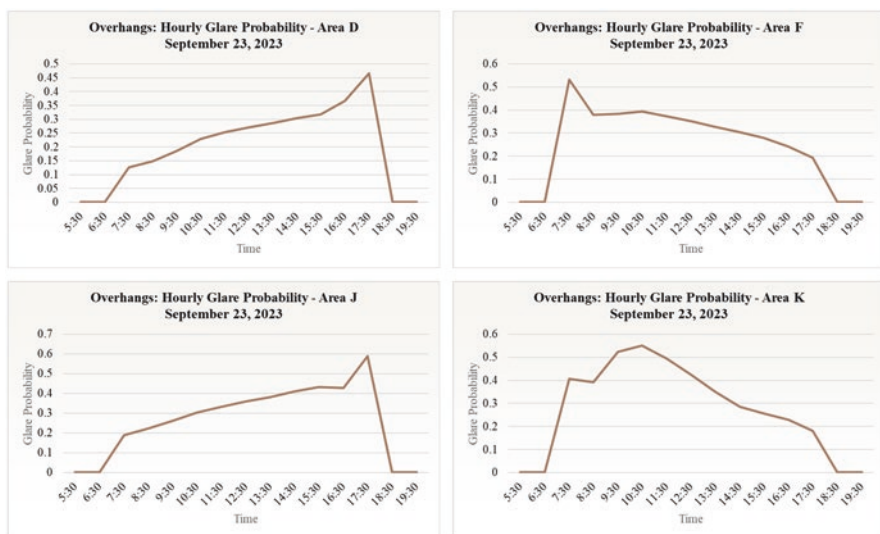 Overhangs: Hourly Glare Probability - Area D
September 23, 2023
Glare Probability
0.5
0.45
0.4
0.35
0.3
0.25
0.2
0.15
0.1
0.05
0
5:30 6:30 7:30 8:30 9:30 10:30 11:30 12:30 13:30 14:30 15:30 16:30 17:30 18:30 19:30
Time
Overhangs: Hourly Glare Probability - Area F
September 23, 2023
Glare Probability
0.6
0.5
0.4
0.3
0.2
0.1
0
5:30 6:30 7:30 8:30 9:30 10:30 11:30 12:30 13:30 14:30 15:30 16:30 17:30 18:30 19:30
Time
Overhangs: Hourly Glare Probability - Area J
September 23, 2023
Glare Probability
0.7
0.6
0.5
0.4
0.3
0.2
0.1
0
5:30 6:30 7:30 8:30 9:30 10:30 11:30 12:30 13:30 14:30 15:30 16:30 17:30 18:30 19:30
Time
Overhangs: Hourly Glare Probability - Area K
September 23, 2023
Glare Probability
0.6
0.5
0.4
0.3
0.2
0.1
0
5:30 6:30 7:30 8:30 9:30 10:30 11:30 12:30 13:30 14:30 15:30 16:30 17:30 18:30 19:30
Time